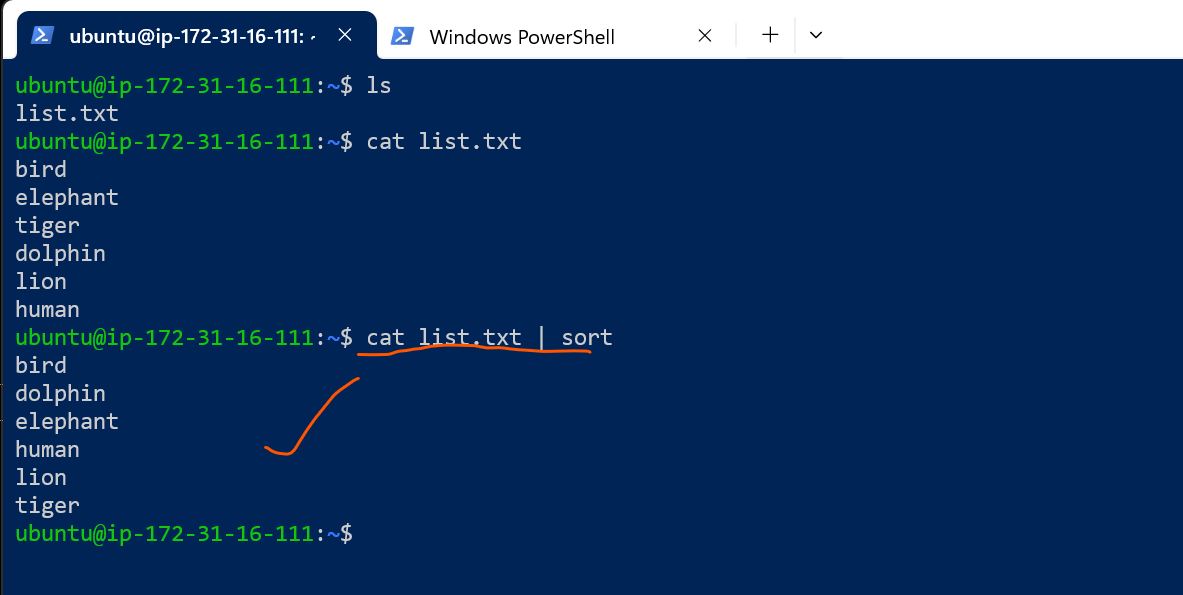 ubuntu@ip-172-31-16-111: ~
Windows PowerShell
ubuntu@ip-172-31-16-111:~$ ls
list.txt
ubuntu@ip-172-31-16-111:~$ cat list.txt
bird
elephant
tiger
dolphin
lion
human
ubuntu@ip-172-31-16-111:~$ cat list.txt | sort
bird
dolphin
elephant
human
lion
tiger
ubuntu@ip-172-31-16-111:~$